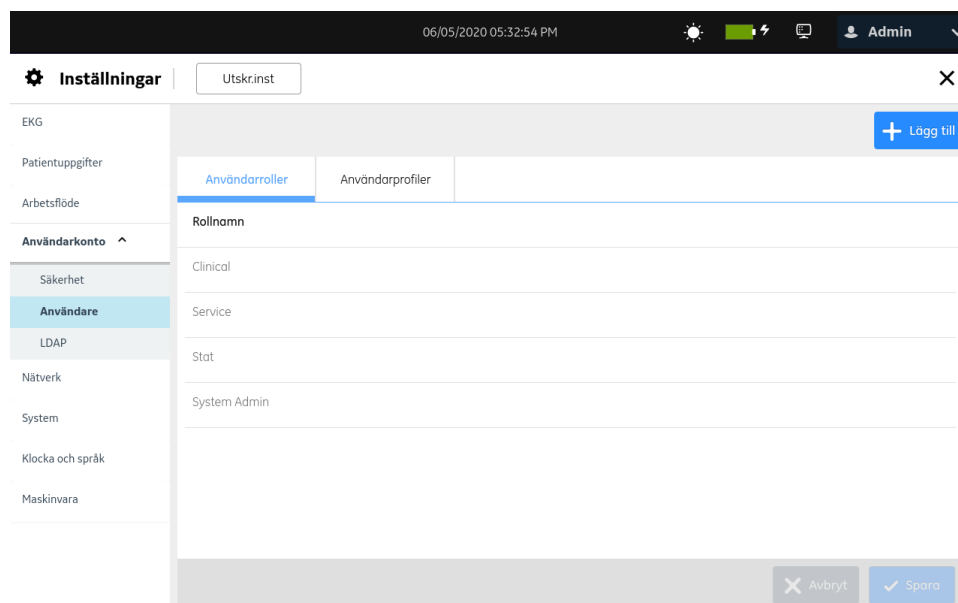 06/05/2020 05:32:54 PM
Admin
Inställningar
Utskr.inst
EKG
Lägg till
Patientuppgifter
Användarroller
Användarprofiler
Arbetsflöde
Rollnamn
Användarkonto
Clinical
Säkerhet
Användare
Service
LDAP
Stat
Nätverk
System Admin
System
Klocka och språk
Maskinvara
Avbryt
Spara